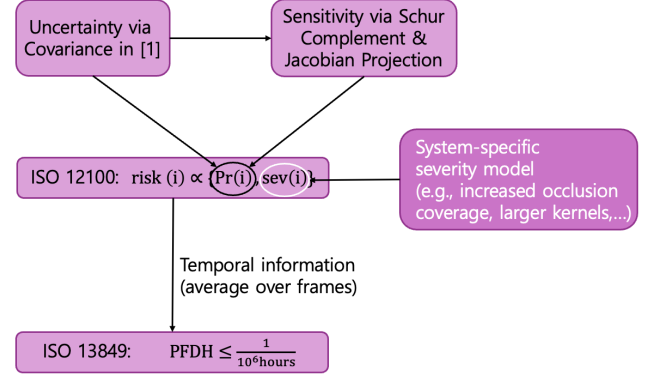 Uncertainty via
Covariance in [1]
Sensitivity via Schur
Complement &
Jacobian Projection
ISO 12100: risk (i) ∝ {Pr(i), sev(i)}
System-specific
severity model
(e.g., increased occlusion
coverage, larger kernels,...)
Temporal information
(average over frames)
ISO 13849: PFDH ≤ 1/10⁶hours